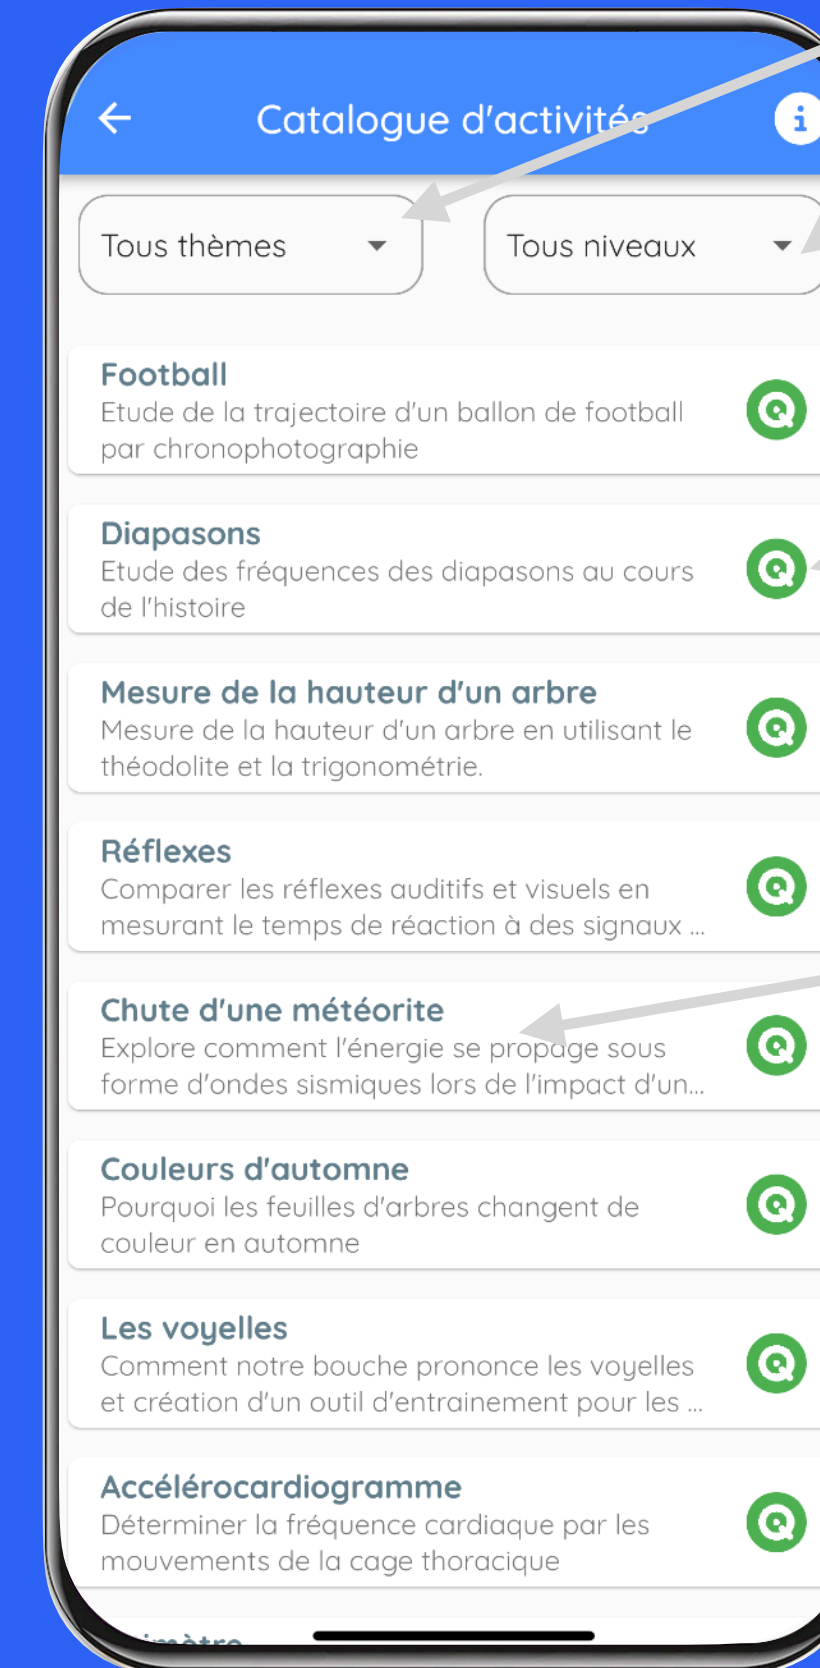 Catalogue d'activités
Tous thèmes
Tous niveaux
Football
Etude de la trajectoire d'un ballon de football
par chronophotographie
Diapasons
Etude des fréquences des diapasons au cours
de l'histoire
Mesure de la hauteur d'un arbre
Mesure de la hauteur d'un arbre en utilisant le
théodolite et la trigonométrie.
Réflexes
Comparer les réflexes auditifs et visuels en
mesurant le temps de réaction à des signaux ...
Chute d'une météorite
Explore comment l'énergie se propage sous
forme d'ondes sismiques lors de l'impact d'un...
Couleurs d'automne
Pourquoi les feuilles d'arbres changent de
couleur en automne
Les voyelles
Comment notre bouche prononce les voyelles
et création d'un outil d'entrainement pour les ...
Accélérocardiogramme
Déterminer la fréquence cardiaque par les
mouvements de la cage thoracique